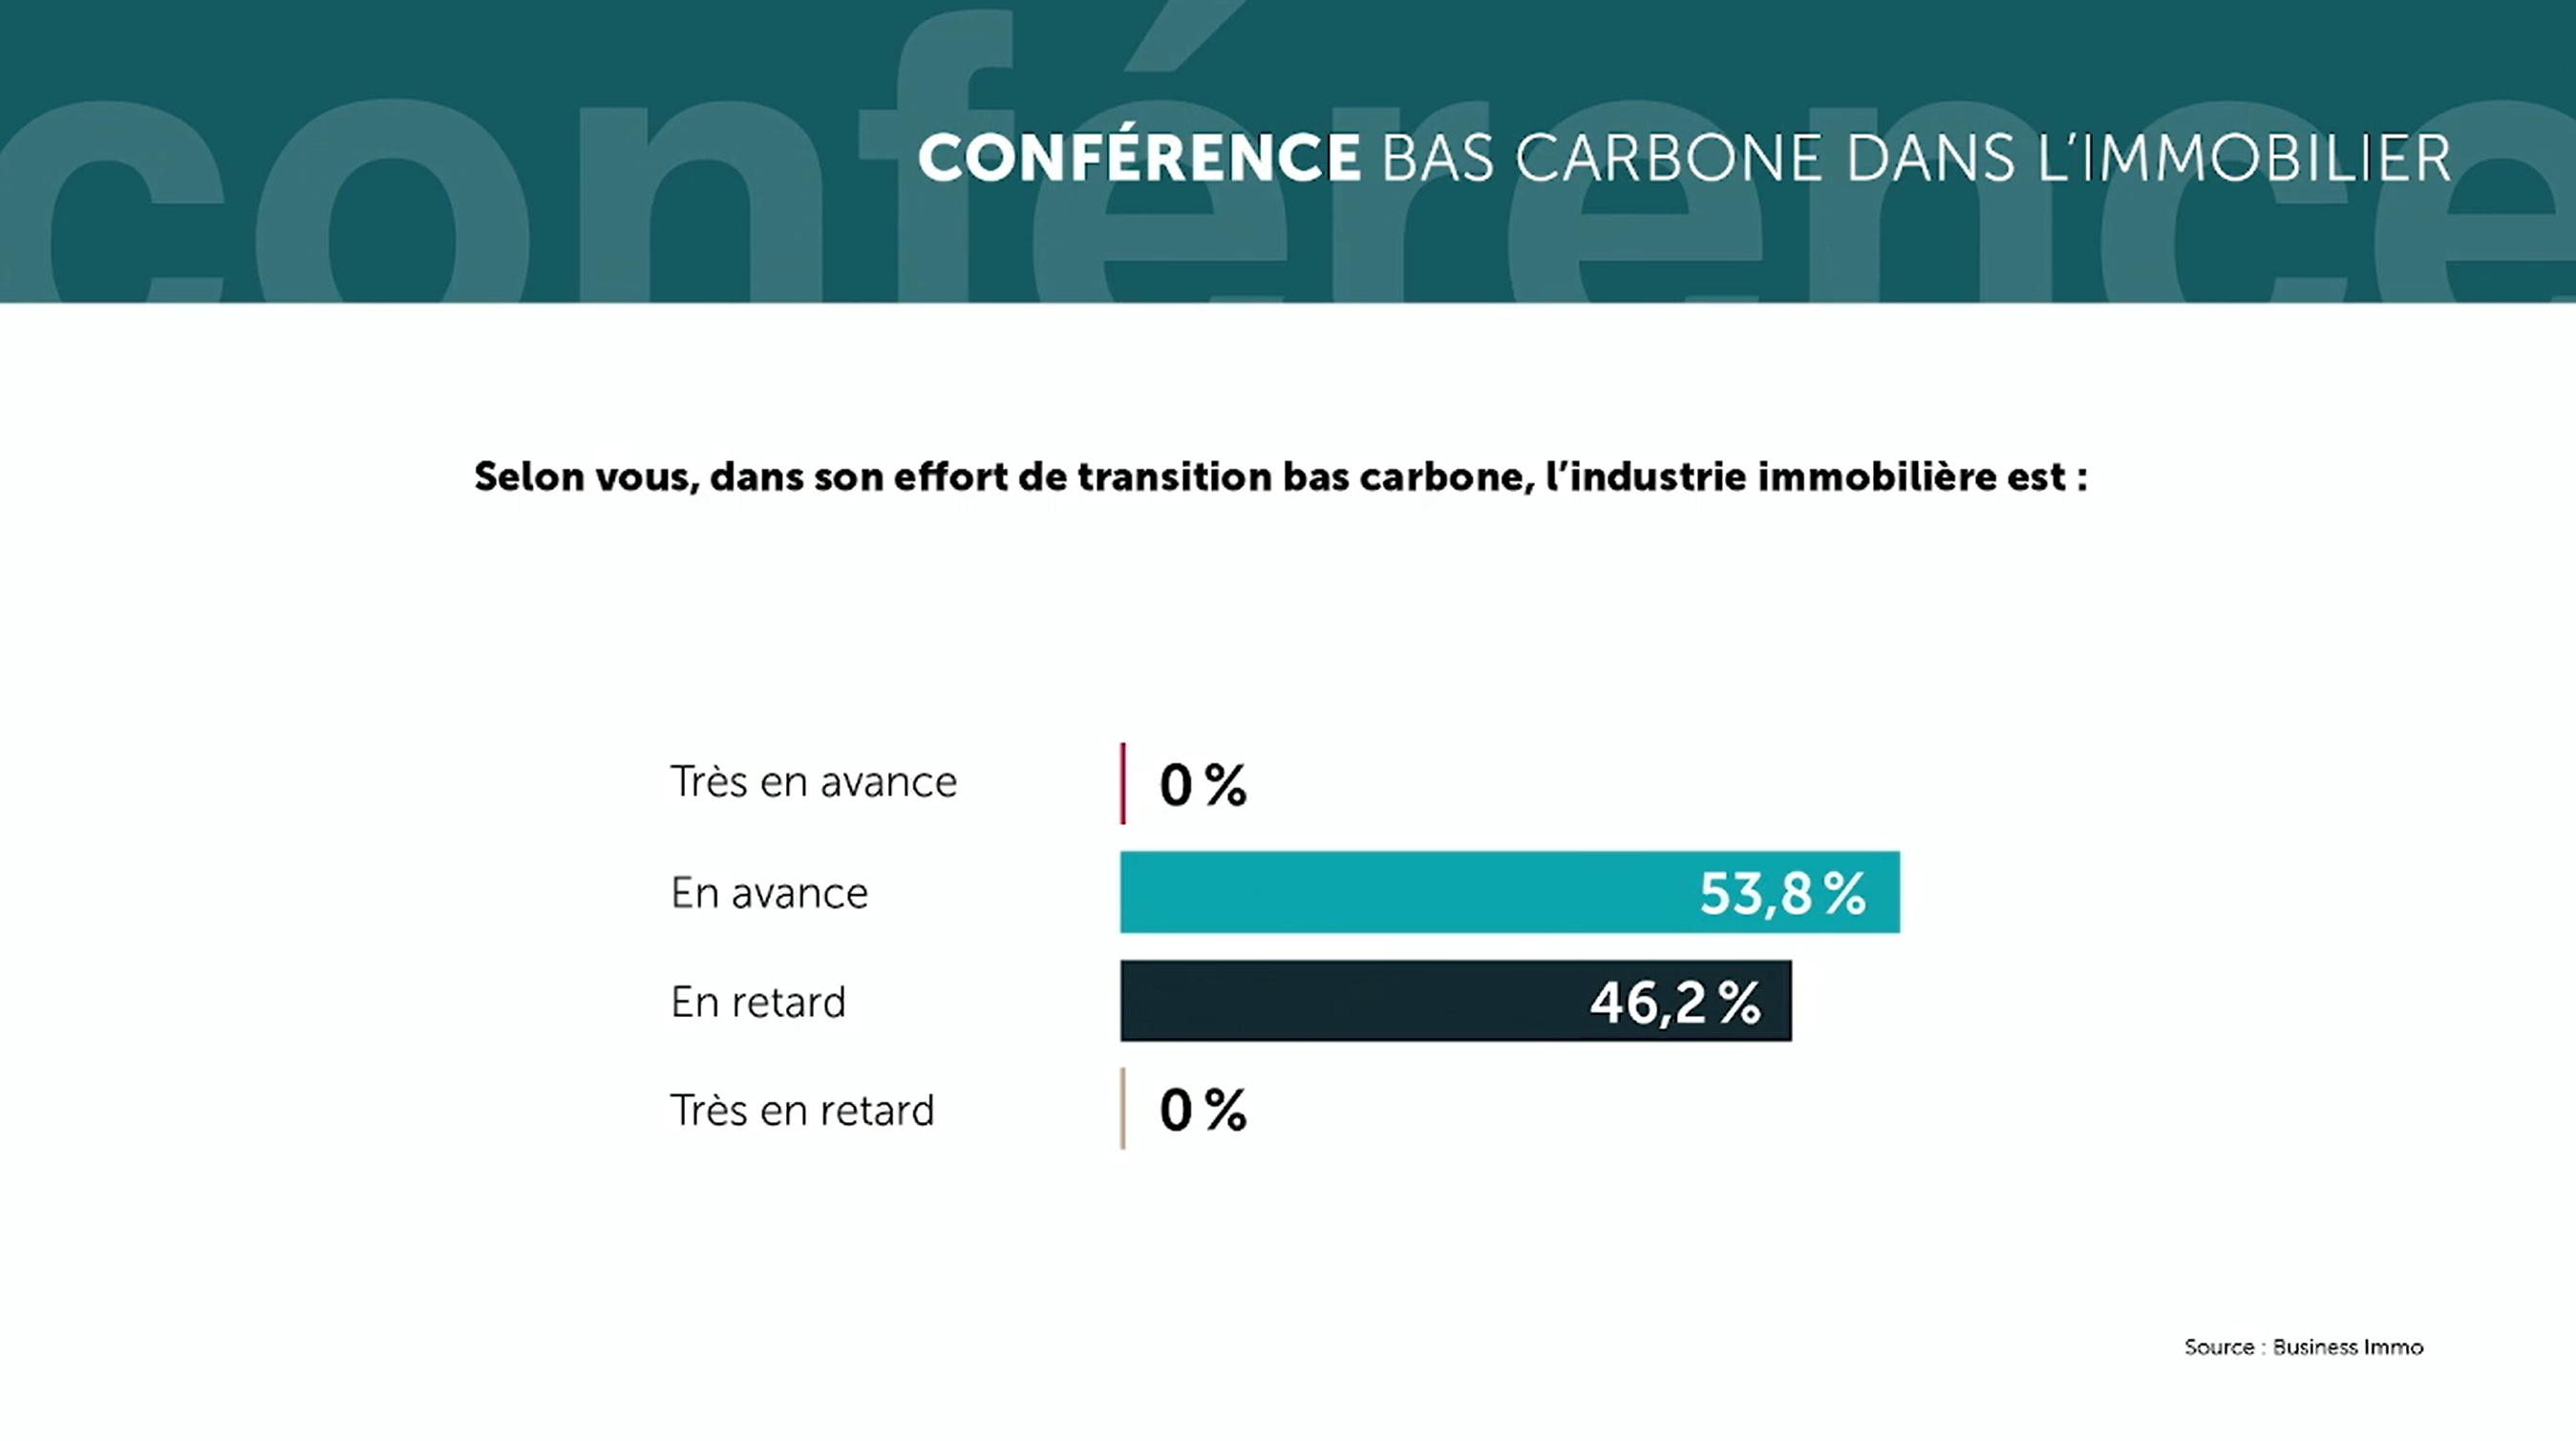 conférence
CONFÉRENCE BAS CARBONE DANS L'IMMOBILIER
Selon vous, dans son effort de transition bas carbone, l'industrie immobilière est :
Très en avance 0 %
En avance 53,8 %
En retard 46,2 %
Très en retard 0 %
Source : Business Immo